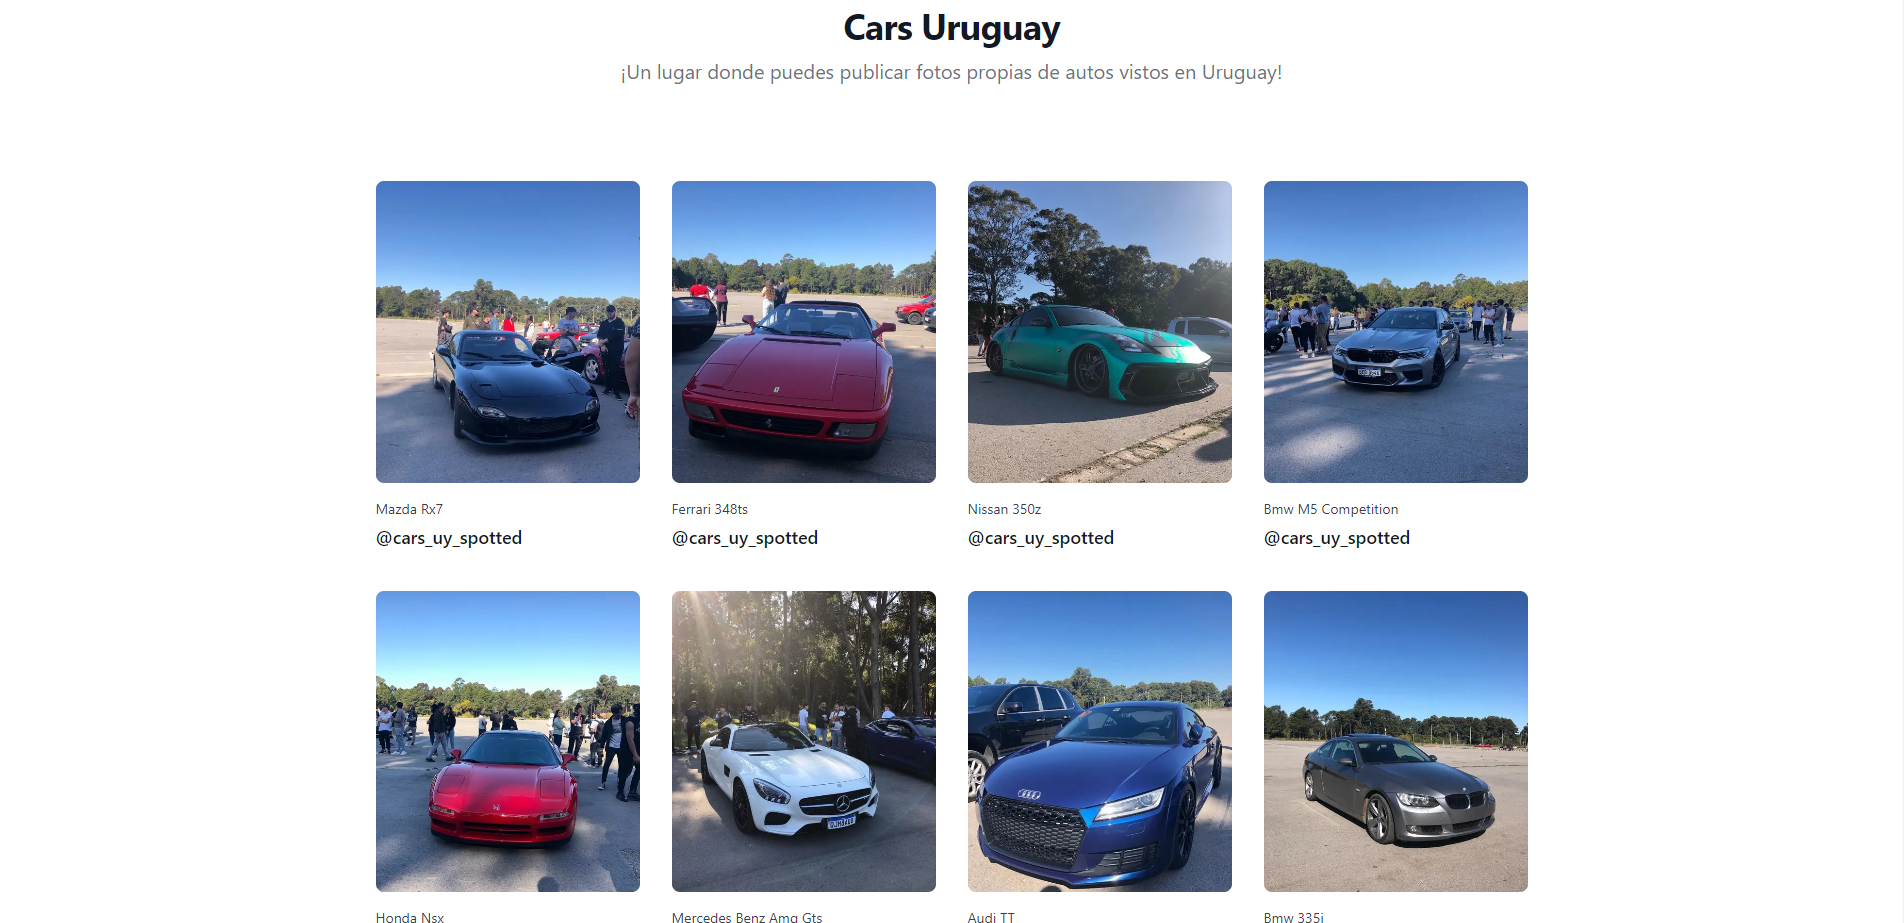 Cars Uruguay
¡Un lugar donde puedes publicar fotos propias de autos vistos en Uruguay!
Mazda Rx7
@cars_uy_spotted
Ferrari 348ts
@cars_uy_spotted
Nissan 350z
@cars_uy_spotted
Bmw M5 Competition
@cars_uy_spotted
Honda Nsx
Mercedes Benz Amg Gts
Audi TT
Bmw 335i